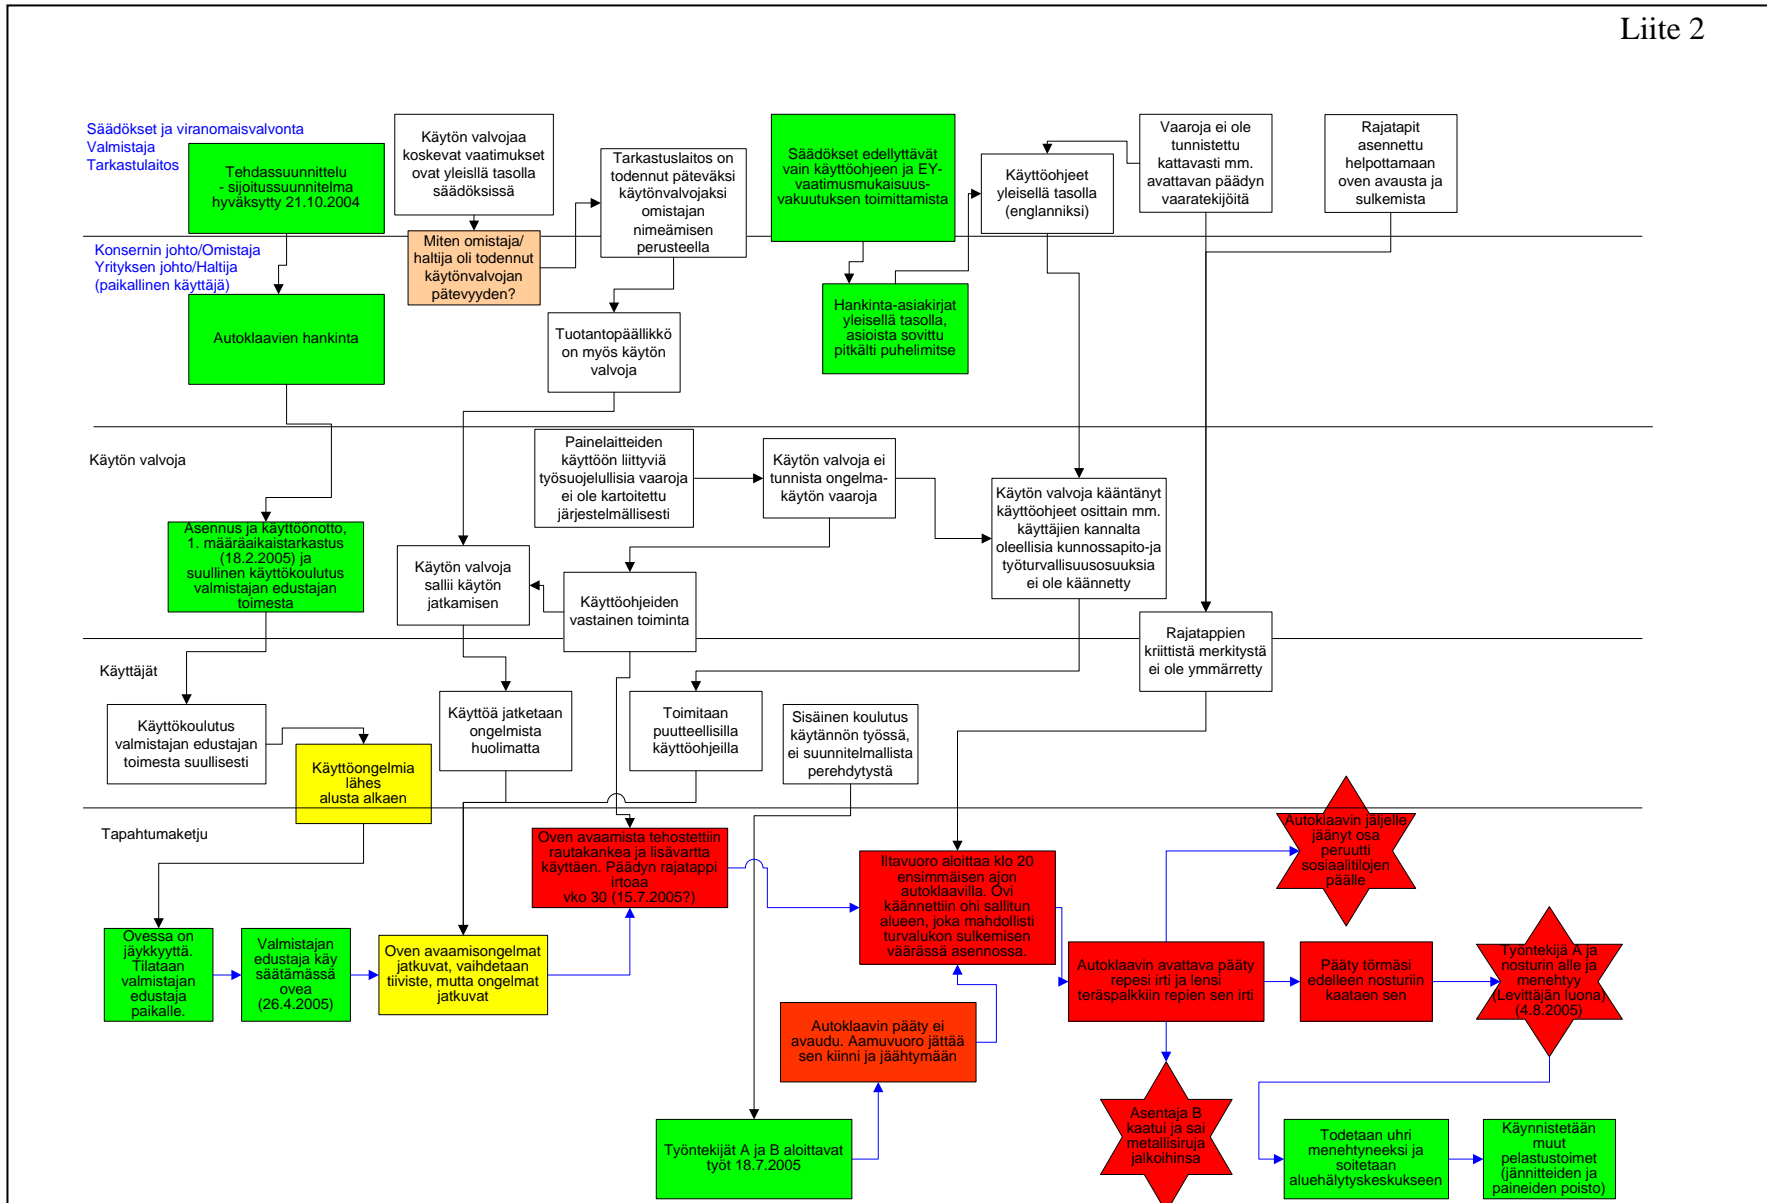 Liite 2
Säädökset ja viranomaisvalvonta
Valmistaja
Tarkastulaitos
Tehdassuunnittelu
- sijoitussuunnitelma
hyväksytty 21.10.2004
Käytön valvojaa
koskevat vaatimukset
ovat yleisllä tasolla
säädöksissä
Tarkastuslaitos on
todennut päteväksi
käytönvalvojaksi
omistajan
nimeämisen
perusteella
Säädökset edellyttävät
vain käyttöohjeen ja EY-
vaatimusmukaisuus-
vakuutuksen toimittamista
Käyttöohjeet
yleisellä tasolla
(englanniksi)
Vaaroja ei ole
tunnistettu
kattavasti mm.
avattavan päädyn
vaaratekijöitä
Rajatapit
asennettu
helpottamaan
oven avausta ja
sulkemista
Konsernin johto/Omistaja
Yrityksen johto/Haltija
(paikallinen käyttäjä)
Miten omistaja/
haltija oli todennut
käytönvalvojan
pätevyyden?
Autoklaavien hankinta
Tuotantopäällikkö
on myös käytön
valvoja
Hankinta-asiakirjat
yleisellä tasolla,
asioista sovittu
pitkälti puhelimitse
Käytön valvoja
Painelaitteiden
käyttöön liittyviä
työsuojelullisia vaaroja
ei ole kartoitettu
järjestelmällisesti
Käytön valvoja ei
tunnista ongelma-
käytön vaaroja
Käytön valvoja kääntänyt
käyttöohjeet osittain mm.
käyttäjien kannalta
oleellisia kunnossapito-ja
työturvallisuusosuuksia
ei ole käännetty
Asennus ja käyttöönotto,
1. määräaikaistarkastus
(18.2.2005) ja
suullinen käyttökoulutus
valmistajan edustajan
toimesta
Käytön valvoja
sallii käytön
jatkamisen
Käyttöohjeiden
vastainen toiminta
Rajatappien
kriittistä merkitystä
ei ole ymmärretty
Käyttäjät
Käyttökoulutus
valmistajan edustajan
toimesta suullisesti
Käyttöongelmia
lähes
alusta alkaen
Käyttöä jatketaan
ongelmista
huolimatta
Toimitaan
puutteellisilla
käyttöohjeilla
Sisäinen koulutus
käytännön työssä,
ei suunnitelmallista
perehdytystä
Tapahtumaketju
Ovessa on
jäykkyyttä.
Tilataan
valmistajan
edustaja
paikalle.
Valmistajan
edustaja käy
säätämässä
ovea
(26.4.2005)
Oven avaamisongelmat
jatkuvat, vaihdetaan
tiiviste, mutta ongelmat
jatkuvat
Oven avaamista tehostettiin
rautakankea ja lisävartta
käyttäen. Päädyn rajatappi
irtoaa
vko 30 (15.7.2005?)
Iltavuoro aloittaa klo 20
ensimmäisen ajon
autoklaavilla. Ovi
käännettiin ohi sallitun
alueen, joka mahdollisti
turvalukon sulkemisen
väärässä asennossa.
Autoklaavin pääty ei
avaudu. Aamuvuoro jättää
sen kiinni ja jäähtymään
Työntekijät A ja B aloittavat
työt 18.7.2005
Autoklaavin avattava pääty
repesi irti ja lensi
teräspalkkiin repien sen irti
Autoklaavin jäljelle
jäänyt osa
peruutti
sosiaalitilojen
päälle
Pääty törmäsi
edelleen nosturiin
kaataen sen
Työntekijä A ja
nosturin alle ja
menehtyy
(Levittäjän luona)
(4.8.2005)
Asentaja B
kaatui ja sai
metallisiruja
jalkoihinsa
Todetaan uhri
menehtyneeksi ja
soitetaan
aluehälytyskeskukseen
Käynnistetään
muut
pelastustoimet
(jännitteiden ja
paineiden poisto)